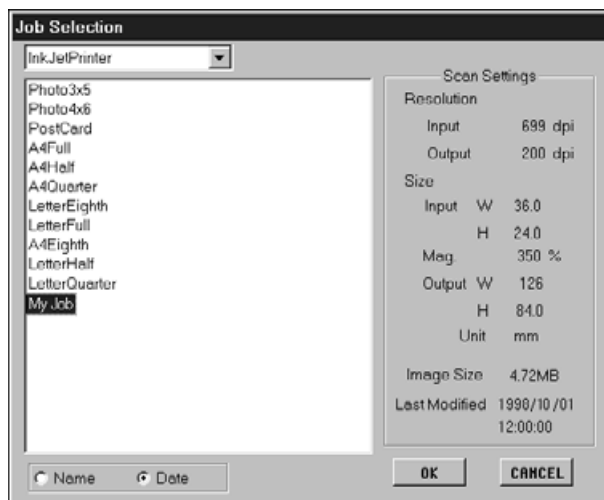 Job Selection
InkJetPrinter
Photo3x5
Photo4x6
PostCard
A4Full
A4Half
A4Quarter
LetterEighth
LetterFull
A4Eighth
LetterHalf
LetterQuarter
My Job
Name Date
Scan Settings
Resolution
Input 699 dpi
Output 200 dpi
Size
Input W 36.0
H 24.0
Mag. 350 %
Output W 126
H 84.0
Unit mm
Image Size 4.72MB
Last Modified 1998/10/01
12:00:00
OK CANCEL